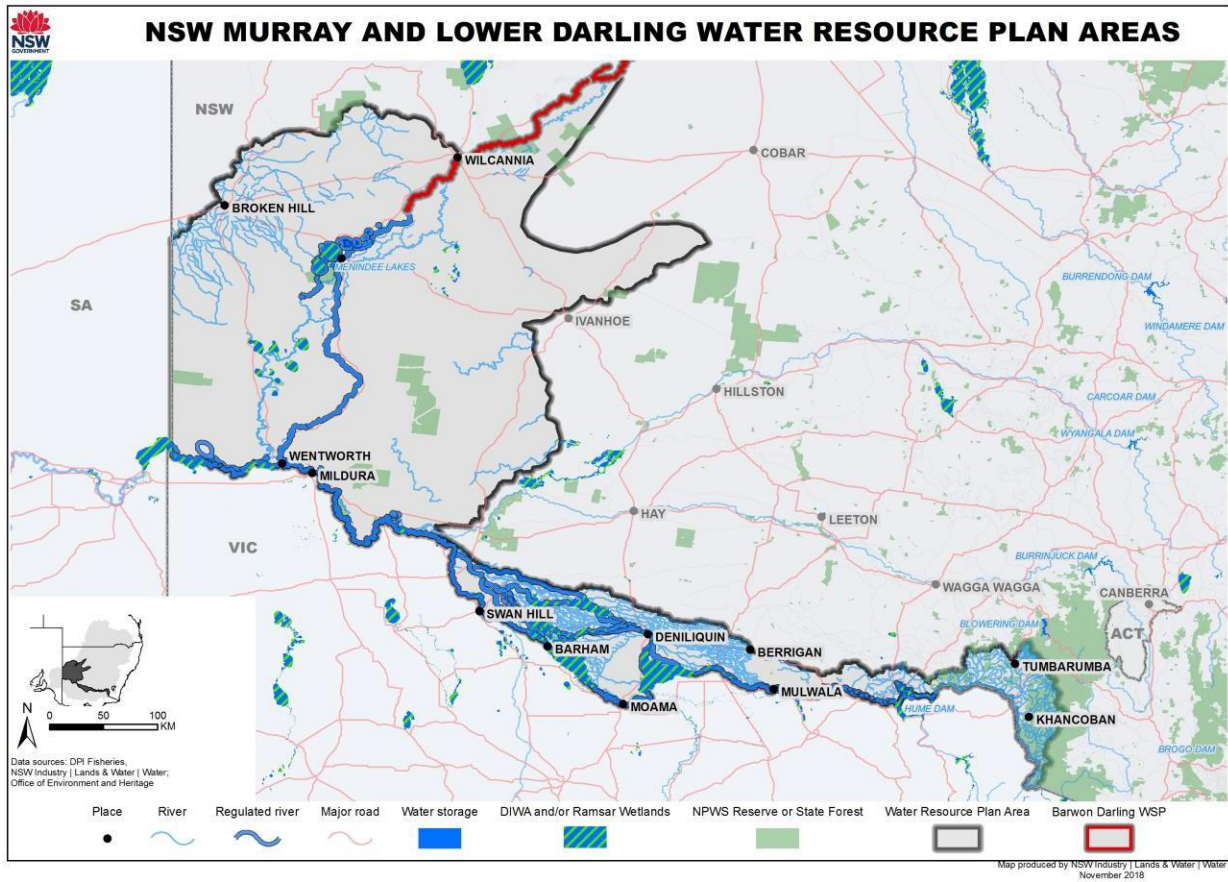 NSW
GOVERNMENT
NSW MURRAY AND LOWER DARLING WATER RESOURCE PLAN AREAS
NSW
WILCANNIA
COBAR
BROKEN HILL
MENINDEE LAKES
BURRENDONG DAM
SA
IVANHOE
WINDAMERE DAM
HILLSTON
CARCOAR DAM
WYANGALA DAM
WENTWORTH
MILDURA
HAY
LEETON
VIC
BURRINJUCK DAM
WAGGA WAGGA
CANBERRA
SWAN HILL
BLOWERING DAM
ACT
DENILIQUIN
BARHAM
BERRIGAN
TUMBARUMBA
MULWALA
MOAMA
HUME DAM
KHANCOBAN
BROGO DAM
N
0 50 100
KM
Data sources: DPI Fisheries,
NSW Industry | Lands & Water | Water;
Office of Environment and Heritage
Place River Regulated river Major road Water storage DIWA and/or Ramsar Wetlands NPWS Reserve or State Forest Water Resource Plan Area Barwon Darling WSP
Map produced by NSW Industry | Lands & Water | Water
November 2018